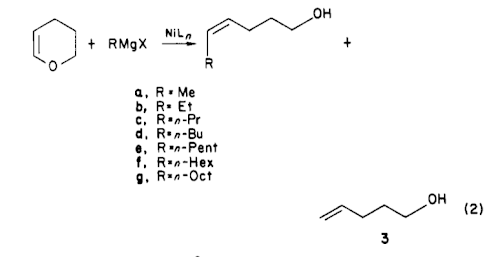 OH
NiLn
+ RMgX +
O
R
a, R = Me
b, R = Et
c, R = n-Pr
d, R = n-Bu
e, R = n-Pent
f, R = n-Hex
g, R = n-Oct
OH
(2)
3